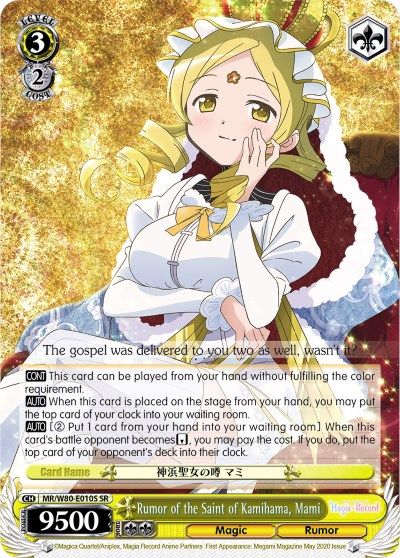 LEVEL
3
2
COST
The gospel was delivered to you two as well, wasn't it?
CONT This card can be played from your hand without fulfilling the color
requirement.
AUTO When this card is placed on the stage from your hand, you may put
the top card of your clock into your waiting room.
AUTO [② Put 1 card from your hand into your waiting room] When this
card's battle opponent becomes, you may pay the cost. If you do, put the
top card of your opponent's deck into their clock.
Card Name 神浜聖女の噂 マミ
CH MR/W80-E010S SR Rumor of the Saint of Kamihama, Mami Magia Record
POWER
9500
SOUL
Magic Rumor
©Magica Quartet/Aniplex, Magia Record Anime Partners First Appearance: Megami Magazine May 2020 Issue